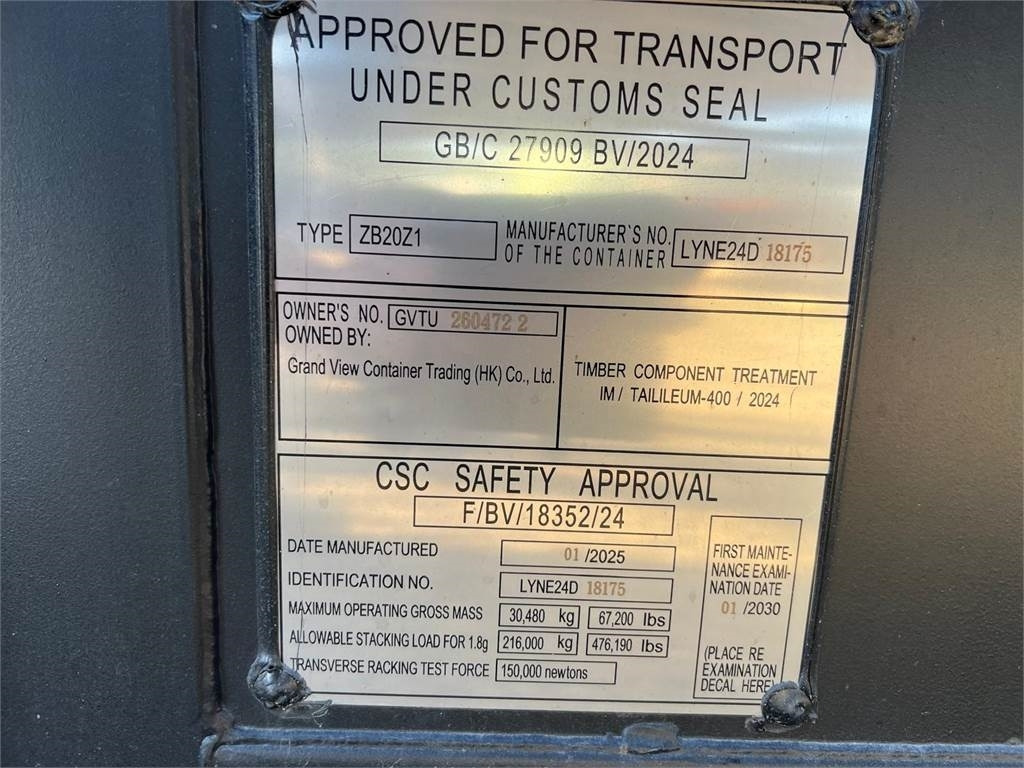 APPROVED FOR TRANSPORT
UNDER CUSTOMS SEAL
GB/C 27909 BV/2024
TYPE ZB20Z1 MANUFACTURER'S NO. OF THE CONTAINER LYNE24D 18175
OWNER'S NO. GVTU 260472 2
OWNED BY:
Grand View Container Trading (HK) Co., Ltd.
TIMBER COMPONENT TREATMENT
IM / TAILILEUM-400 / 2024
CSC SAFETY APPROVAL
F/BV/18352/24
DATE MANUFACTURED 01 /2025
IDENTIFICATION NO. LYNE24D 18175
MAXIMUM OPERATING GROSS MASS 30,480 kg 67,200 lbs
ALLOWABLE STACKING LOAD FOR 1.8g 216,000 kg 476,190 lbs
TRANSVERSE RACKING TEST FORCE 150,000 newtons
FIRST MAINTE-
NANCE EXAMI-
NATION DATE
01 /2030
(PLACE RE
EXAMINATION
DECAL HERE)